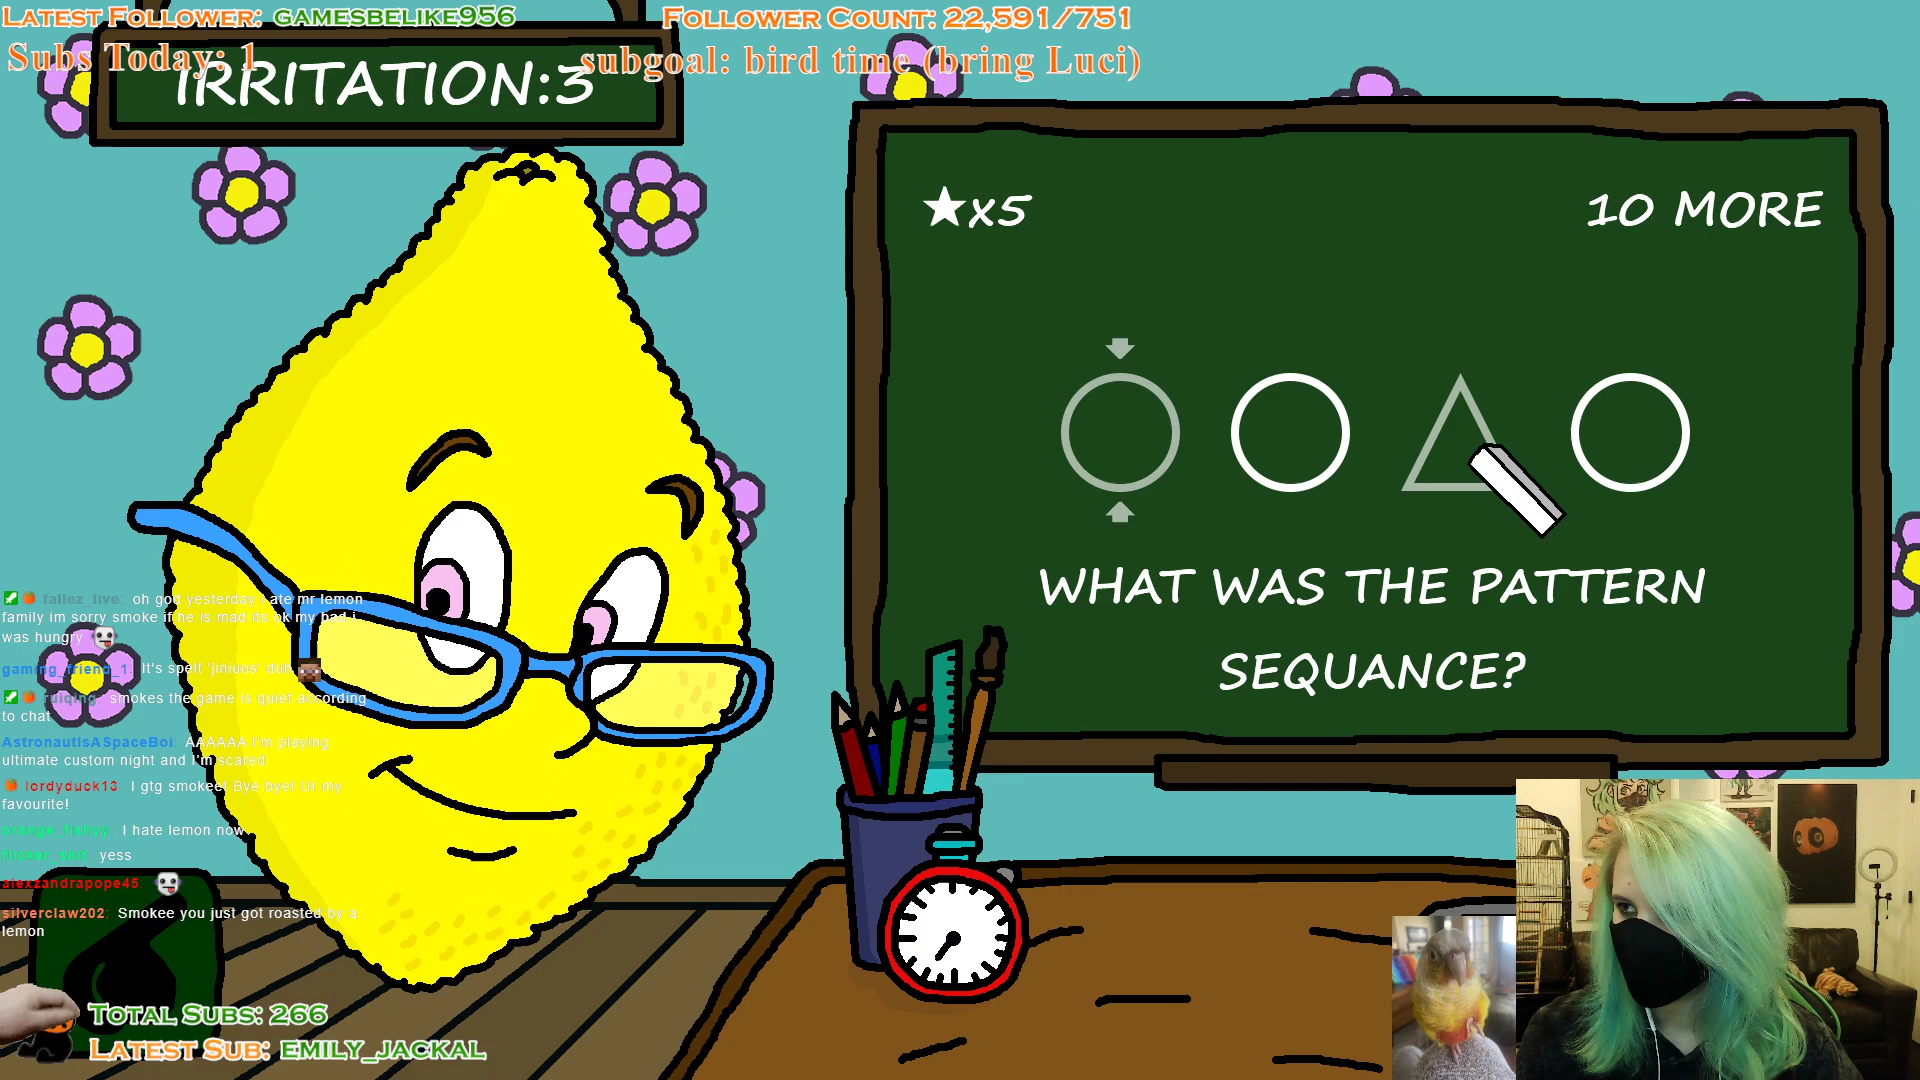 LATEST FOLLOWER: GAMESBELIKE956
FOLLOWER COUNT: 22,591/751
Subs Today: 1
subgoal: bird time (bring Luci)
IRRITATION:3
★x5
10 MORE
WHAT WAS THE PATTERN
SEQUANCE?
fallez_live: oh god yesterday i ate mr lemon
family im sorry smoke if he is mad its ok my bad i
was hungry
gaming_friend_1: It's spelt 'jiniuos' duh
ruiqing: smokes the game is quiet according
to chat
AstronautIsASpaceBoi: AAAAAA I'm playing
ultimate custom night and I'm scared
lordyduck13: I gtg smokee! Bye bye! Ur my
favourite!
I hate lemon now
yess
alexzandrapope45:
silverclaw202: Smokee you just got roasted by a
lemon
TOTAL SUBS: 266
LATEST SUB: EMILY_JACKAL